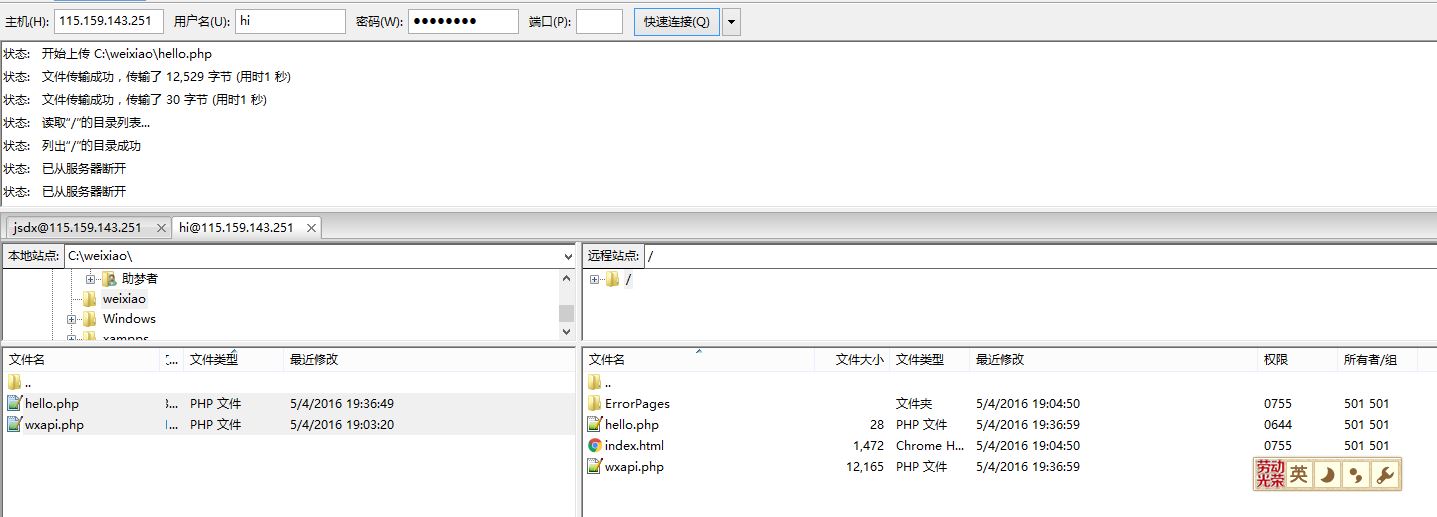 主机(H): 115.159.143.251 用户名(U): hi 密码(W): ●●●●●●●● 端口(P): 快速连接(Q)
状态: 开始上传 C:\weixiao\hello.php
状态: 文件传输成功，传输了 12,529 字节 (用时1 秒)
状态: 文件传输成功，传输了 30 字节 (用时1 秒)
状态: 读取“/”的目录列表...
状态: 列出“/”的目录成功
状态: 已从服务器断开
状态: 已从服务器断开
jsdx@115.159.143.251 hi@115.159.143.251
本地站点: C:\weixiao\ 远程站点: /
助梦者 /
weixiao
Windows
文件名 文件类型 最近修改 文件名 文件大小 文件类型 最近修改 权限 所有者/组
.. ..
hello.php 3... PHP 文件 5/4/2016 19:36:49 ErrorPages 文件夹 5/4/2016 19:04:50 0755 501 501
wxapi.php 1... PHP 文件 5/4/2016 19:03:20 hello.php 28 PHP 文件 5/4/2016 19:36:59 0644 501 501
index.html 1,472 Chrome H... 5/4/2016 19:04:50 0755 501 501
wxapi.php 12,165 PHP 文件 5/4/2016 19:36:59
劳动光荣 英